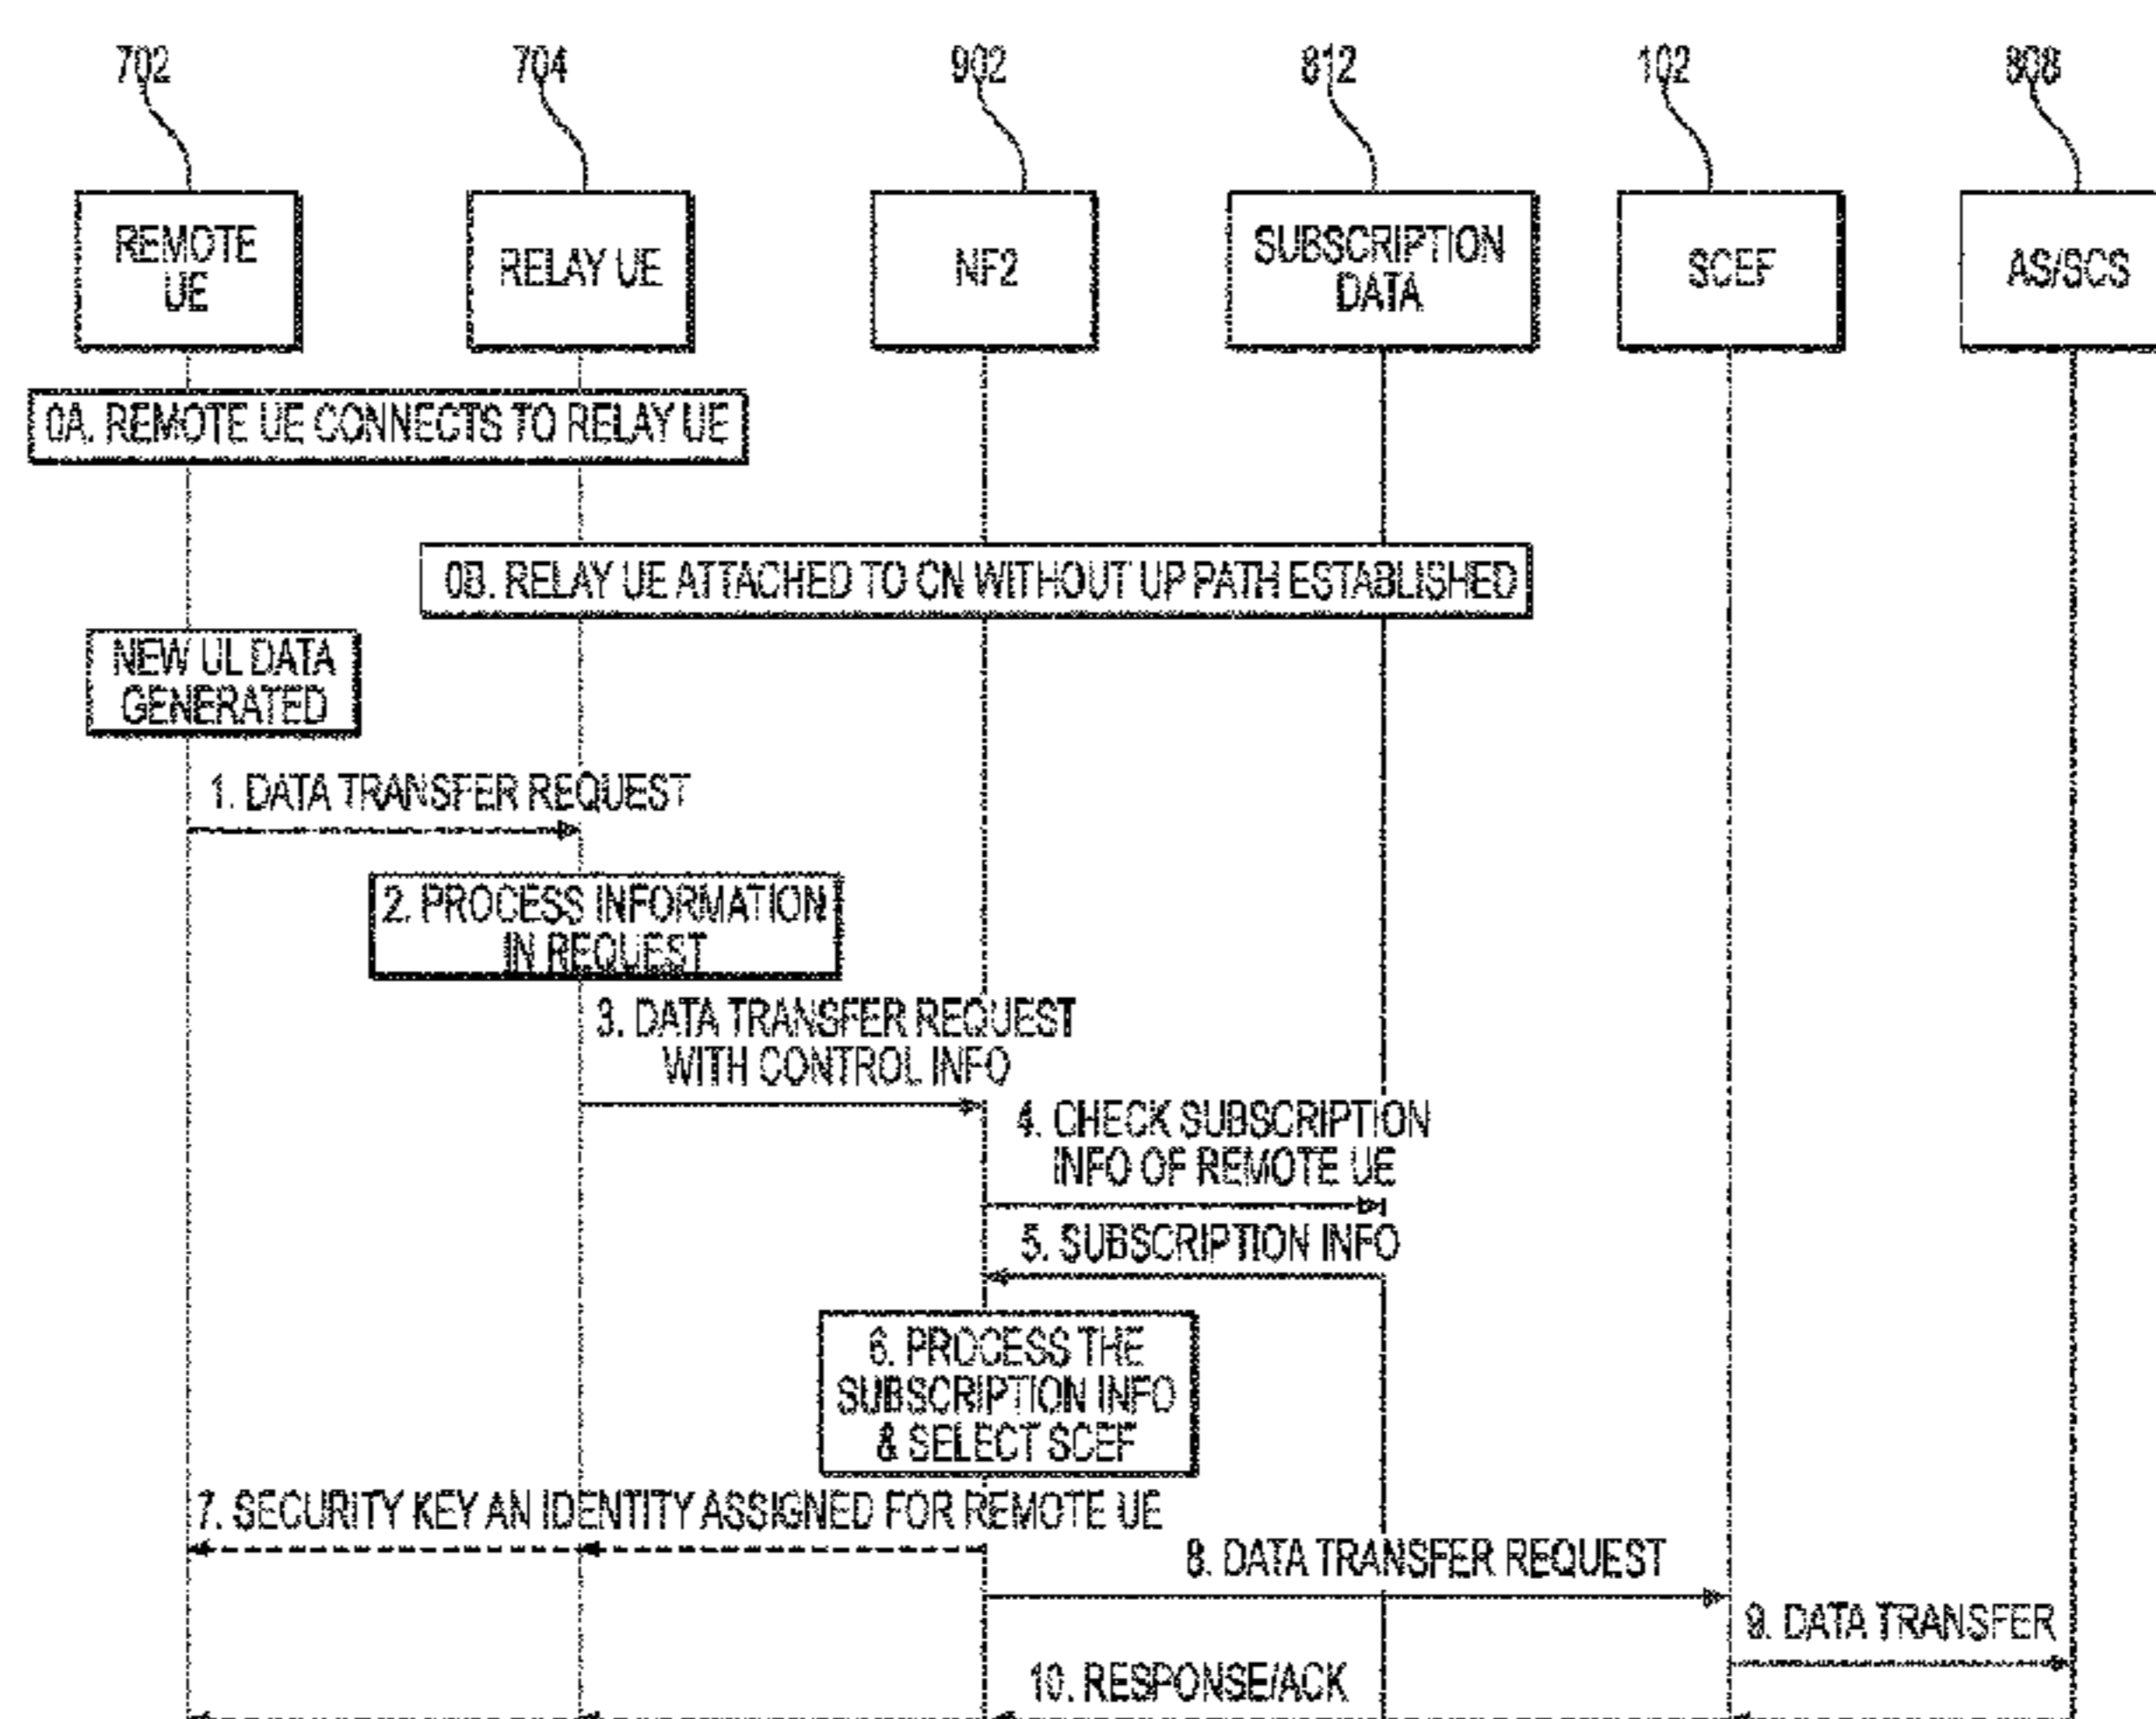 702
704
902
812
102
808
REMOTE
UE
RELAY UE
NF2
SUBSCRIPTION
DATA
SCEF
AS/SCS
0A. REMOTE UE CONNECTS TO RELAY UE
0B. RELAY UE ATTACHED TO CN WITHOUT UP PATH ESTABLISHED
NEW UL DATA
GENERATED
1. DATA TRANSFER REQUEST
2. PROCESS INFORMATION
IN REQUEST
3. DATA TRANSFER REQUEST
WITH CONTROL INFO
4. CHECK SUBSCRIPTION
INFO OF REMOTE UE
5. SUBSCRIPTION INFO
6. PROCESS THE
SUBSCRIPTION INFO
& SELECT SCEF
7. SECURITY KEY AN IDENTITY ASSIGNED FOR REMOTE UE
8. DATA TRANSFER REQUEST
9. DATA TRANSFER
10. RESPONSE/ACK